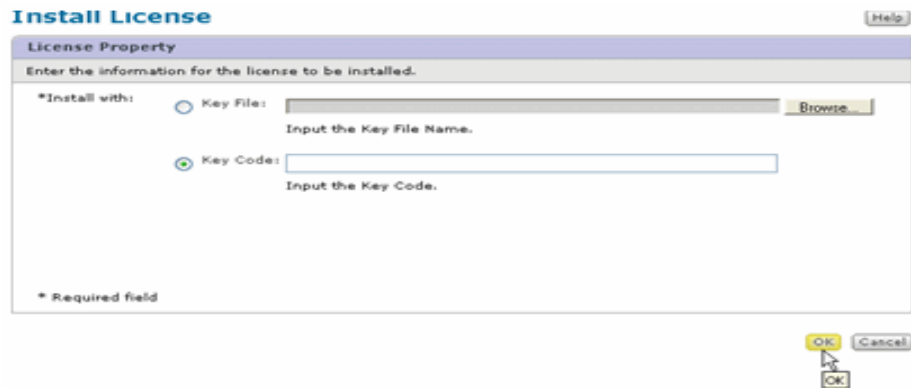 Install License
Help
License Property
Enter the information for the license to be installed.
*Install with:
Key File:
Browse...
Input the Key File Name.
Key Code:
Input the Key Code.
* Required field
OK Cancel
OK